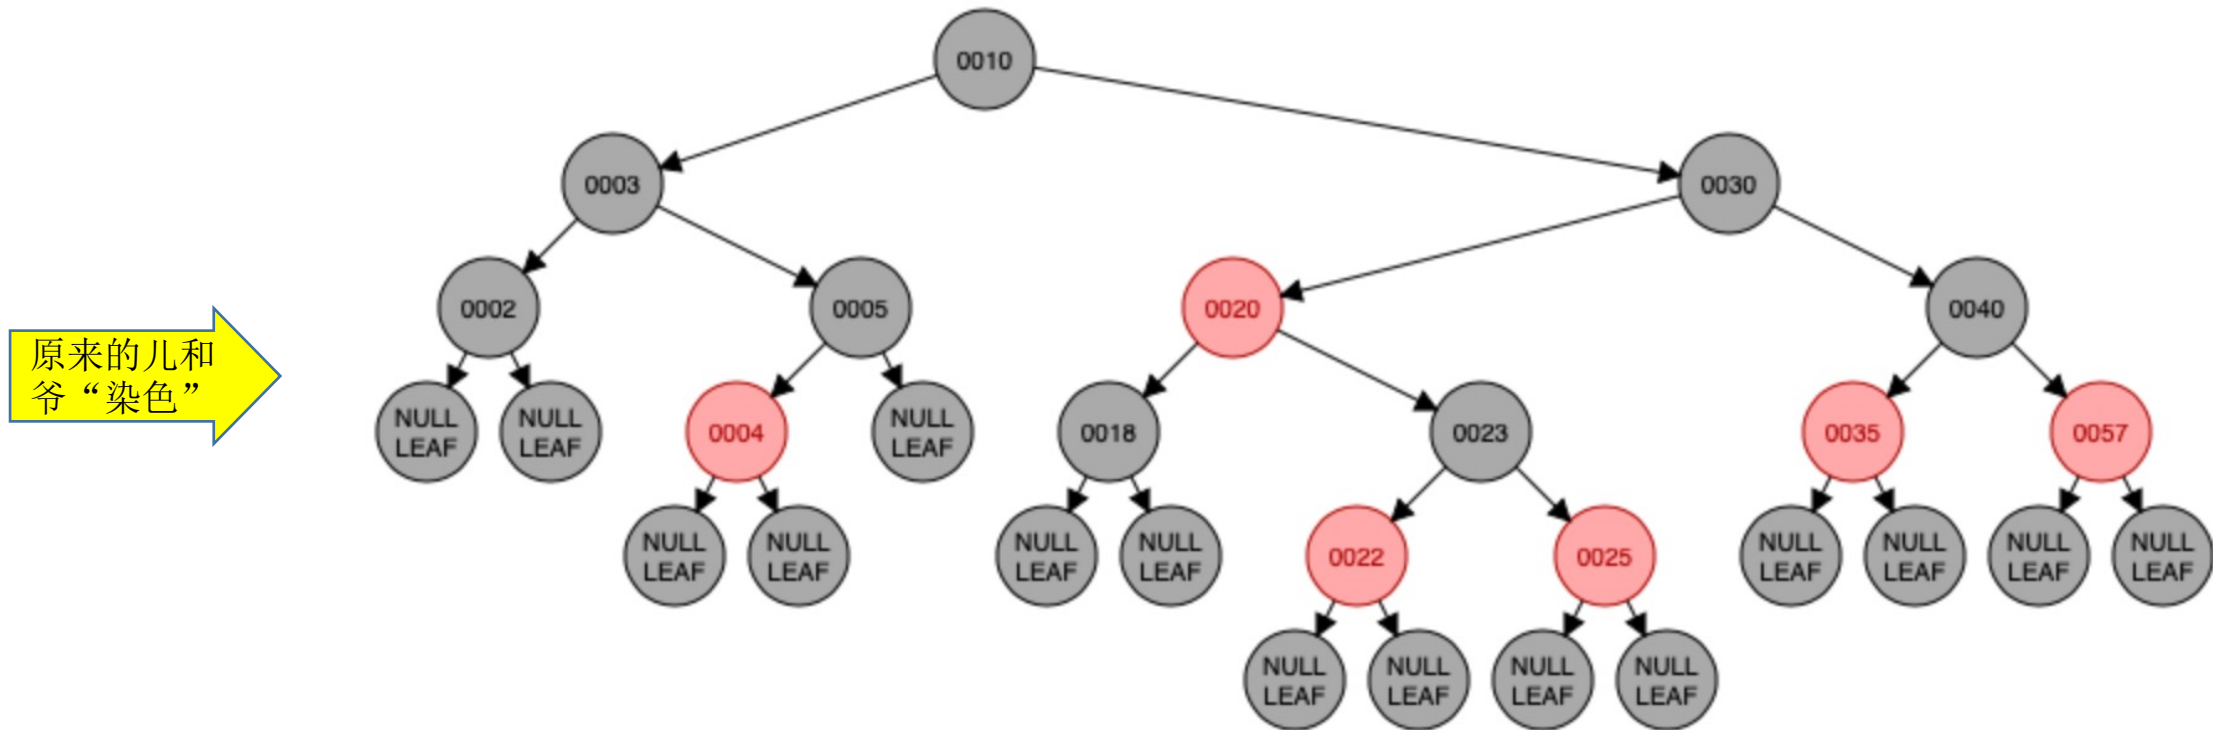 0010
0003
0030
0002
0005
0020
0040
原来的儿和
爷“染色”
NULL
LEAF
NULL
LEAF
0004
NULL
LEAF
0018
0023
0035
0057
NULL
LEAF
NULL
LEAF
NULL
LEAF
NULL
LEAF
0022
0025
NULL
LEAF
NULL
LEAF
NULL
LEAF
NULL
LEAF
NULL
LEAF
NULL
LEAF
NULL
LEAF
NULL
LEAF